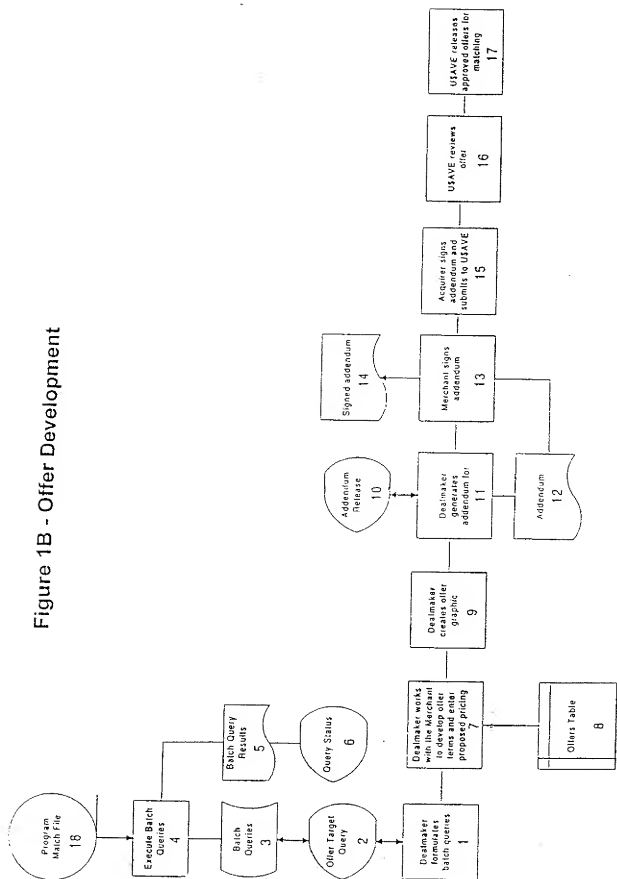 Figure 1B - Offer Development
Program
Match File
18
Execute Batch
Queries
4
Batch Query
Results
5
Query Status
6
Batch
Queries
3
Offer Target
Query
2
Dealmaker
formulates
batch queries
1
Dealmaker works
with the Merchant
to develop offer
terms and enter
proposed pricing
7
Offers Table
8
Dealmaker
creates offer
graphic
9
Addendum
Release
10
Dealmaker
generates
addendum for
11
Addendum
12
Merchant signs
addendum
13
Signed addendum
14
Acquirer signs
addendum and
submits to U$AVE
15
U$AVE reviews
offer
16
U$AVE releases
approved offers for
matching
17